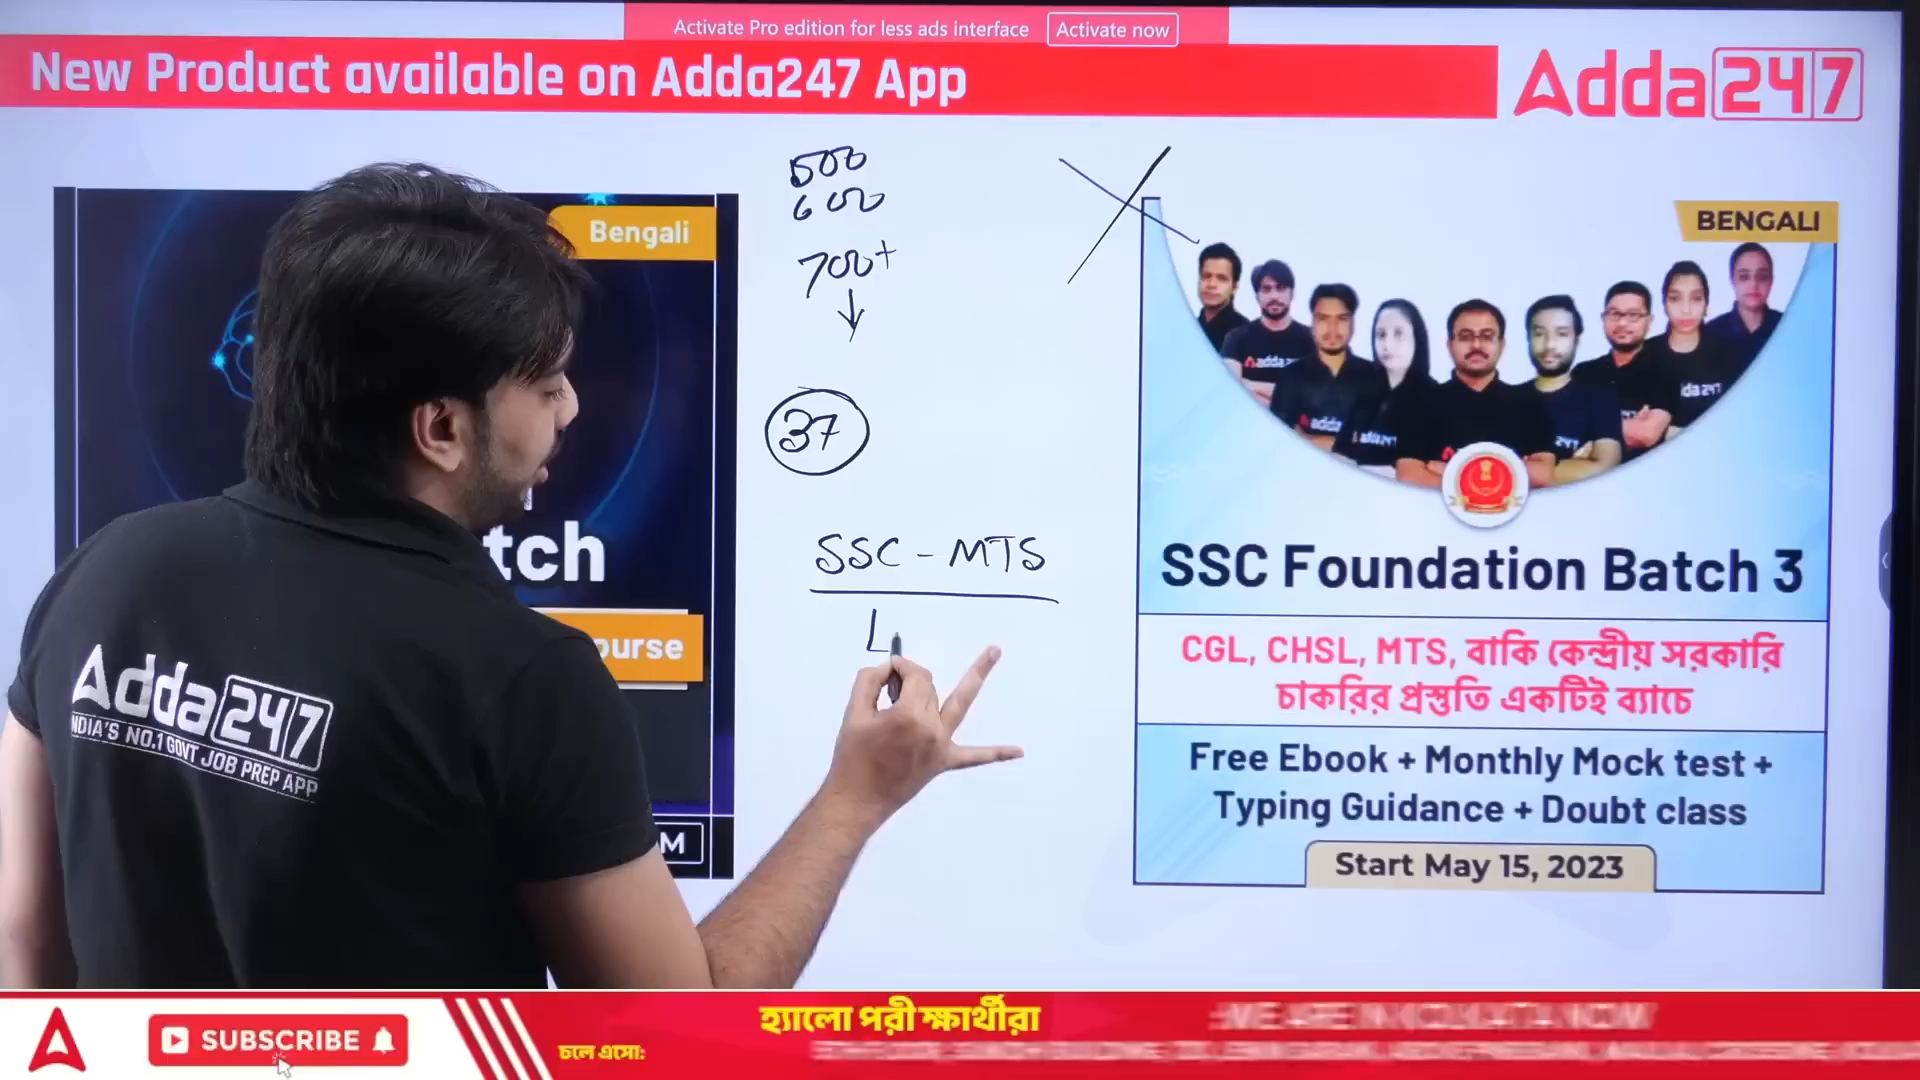 Activate Pro edition for less ads interface Activate now
New Product available on Adda247 App
Adda247
500
600
700+
37
SSC - MTS
L
Bengali
tch
ourse
M
Adda247
INDIA'S NO.1 GOVT JOB PREP APP
BENGALI
SSC Foundation Batch 3
CGL, CHSL, MTS, বাকি কেন্দ্রীয় সরকারি
চাকরির প্রস্তুতি একটিই ব্যাচে
Free Ebook + Monthly Mock test +
Typing Guidance + Doubt class
Start May 15, 2023
SUBSCRIBE
হ্যালো পরীক্ষার্থীরা
চলে এসো: